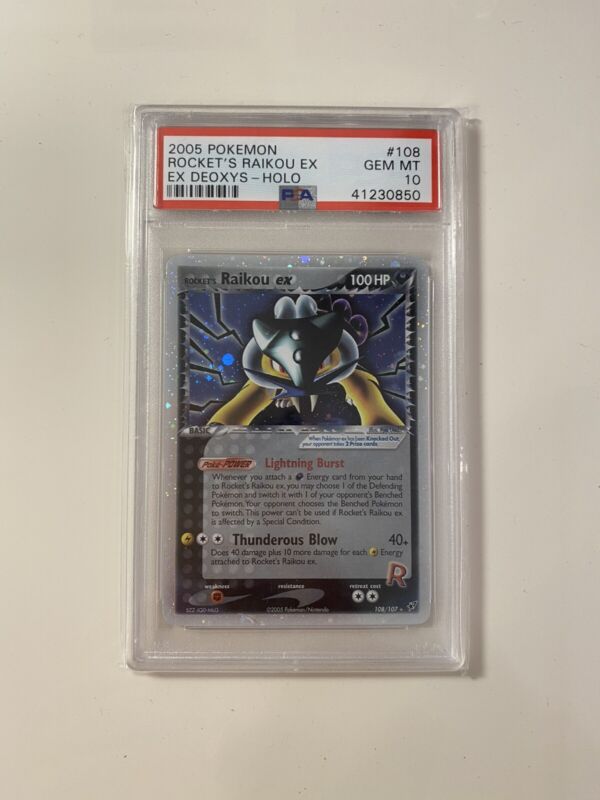 2005 POKEMON #108
ROCKET'S RAIKOU EX GEM MT
EX DEOXYS - HOLO 10
PSA 41230850
ROCKET'S Raikou ex 100 HP
BASIC
When Pokémon-ex has been Knocked Out,
your opponent takes 2 Prize cards.
Poké-POWER Lightning Burst
Whenever you attach a Energy card from your hand
to Rocket's Raikou ex, you may choose 1 of the Defending
Pokémon and switch it with 1 of your opponent's Benched
Pokémon. Your opponent chooses the Benched Pokémon
to switch. This power can't be used if Rocket's Raikou ex
is affected by a Special Condition.
Thunderous Blow 40+
Does 40 damage plus 10 more damage for each Energy
attached to Rocket's Raikou ex.
R
weakness resistance retreat cost
©2005 Pokémon/Nintendo 108/107